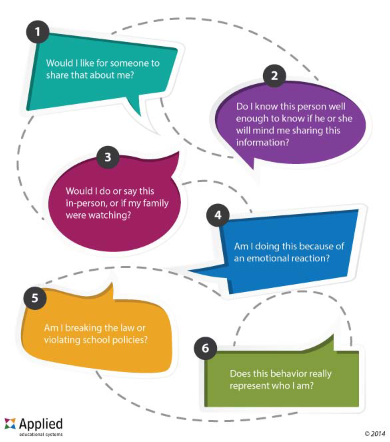 1
Would I like for someone to
share that about me?
2
Do I know this person well
enough to know if he or she
will mind me sharing this
information?
3
Would I do or say this
in-person, or if my family
were watching?
4
Am I doing this because of
an emotional reaction?
5
Am I breaking the law or
violating school policies?
6
Does this behavior really
represent who I am?
Applied
educational systems
© 2014